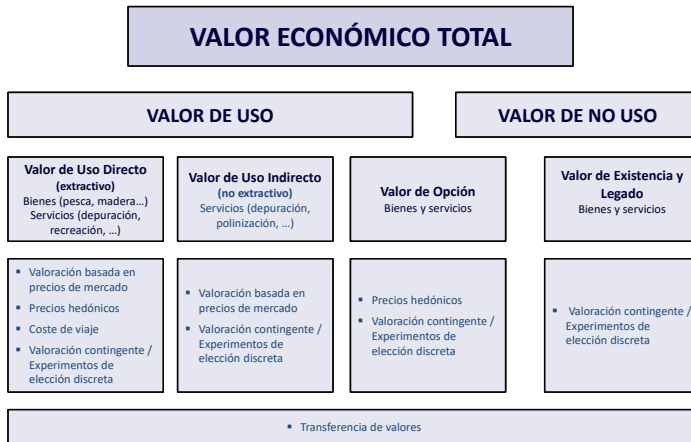 VALOR ECONÓMICO TOTAL
VALOR DE USO
VALOR DE NO USO
Valor de Uso Directo
(extractivo)
Bienes (pesca, madera...)
Servicios (depuración,
recreación, ...)
Valor de Uso Indirecto
(no extractivo)
Servicios (depuración,
polinización, ...)
Valor de Opción
Bienes y servicios
Valor de Existencia y
Legado
Bienes y servicios
▪ Valoración basada en
precios de mercado
▪ Precios hedónicos
▪ Coste de viaje
▪ Valoración contingente /
Experimentos de
elección discreta
▪ Valoración basada en
precios de mercado
▪ Valoración contingente /
Experimentos de
elección discreta
▪ Precios hedónicos
▪ Valoración contingente /
Experimentos de
elección discreta
▪ Valoración contingente /
Experimentos de
elección discreta
▪ Transferencia de valores